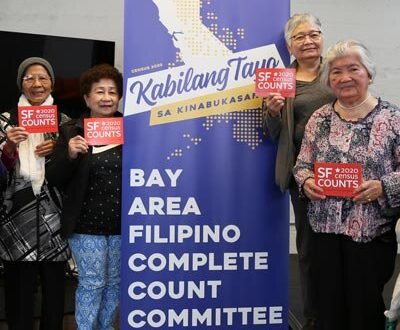 CENSUS 2020
Kabilang Tayo
SA KINABUKASAN
BAY
AREA
FILIPINO
COMPLETE
COUNT
COMMITTEE
SF ★2020
census
COUNTS
SF ★2020
census
COUNTS
SF ★2020
census
COUNTS
SF ★2020
census
COUNTS